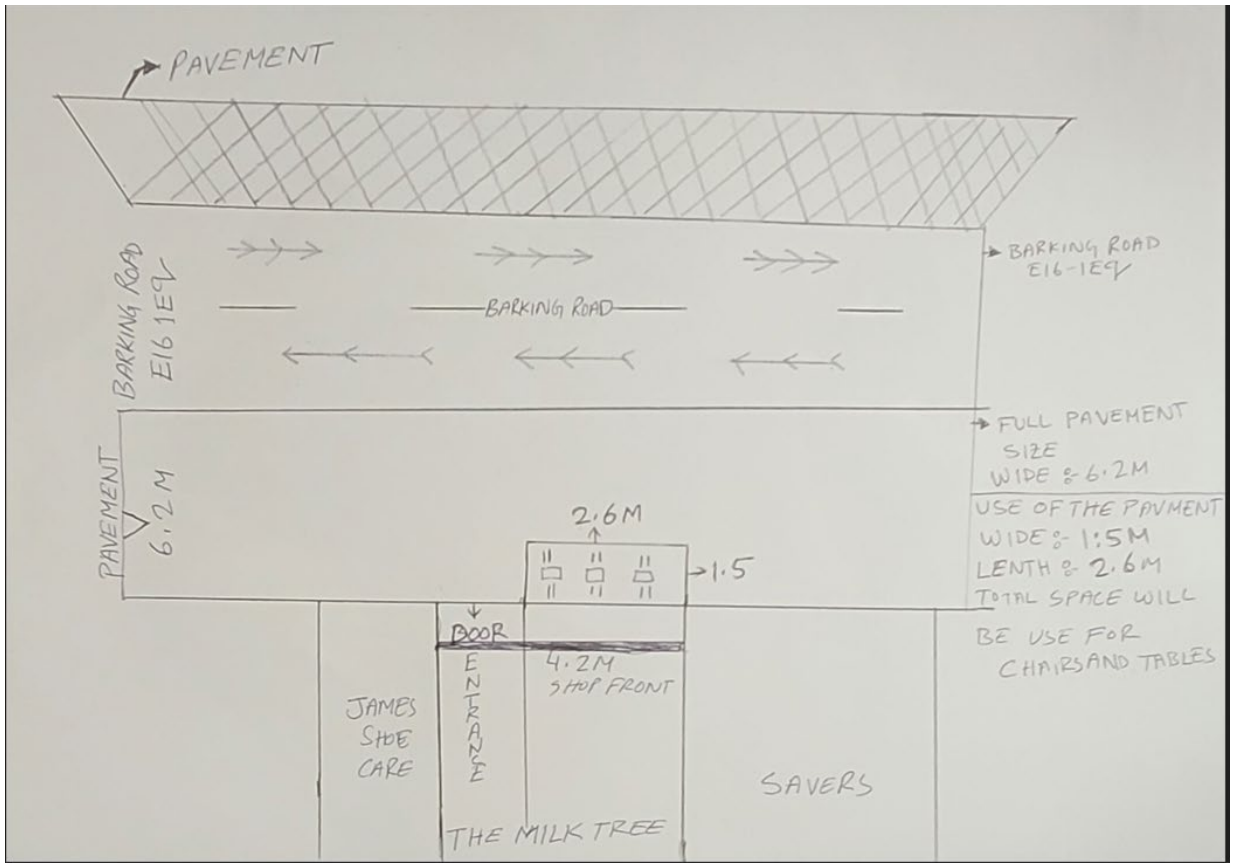 PAVEMENT
BARKING ROAD
E16 1EQ
BARKING ROAD
E16-1EQ
BARKING ROAD
PAVEMENT
6.2M
FULL PAVEMENT
SIZE
WIDE :- 6.2M
USE OF THE PAVMENT
WIDE :- 1:5M
LENTH :- 2.6M
TOTAL SPACE WILL
BE USE FOR
CHAIRSAND TABLES
2.6M
1.5
DOOR
ENTRANCE
4.2M
SHOP FRONT
JAMES
SHOE
CARE
THE MILK TREE
SAVERS